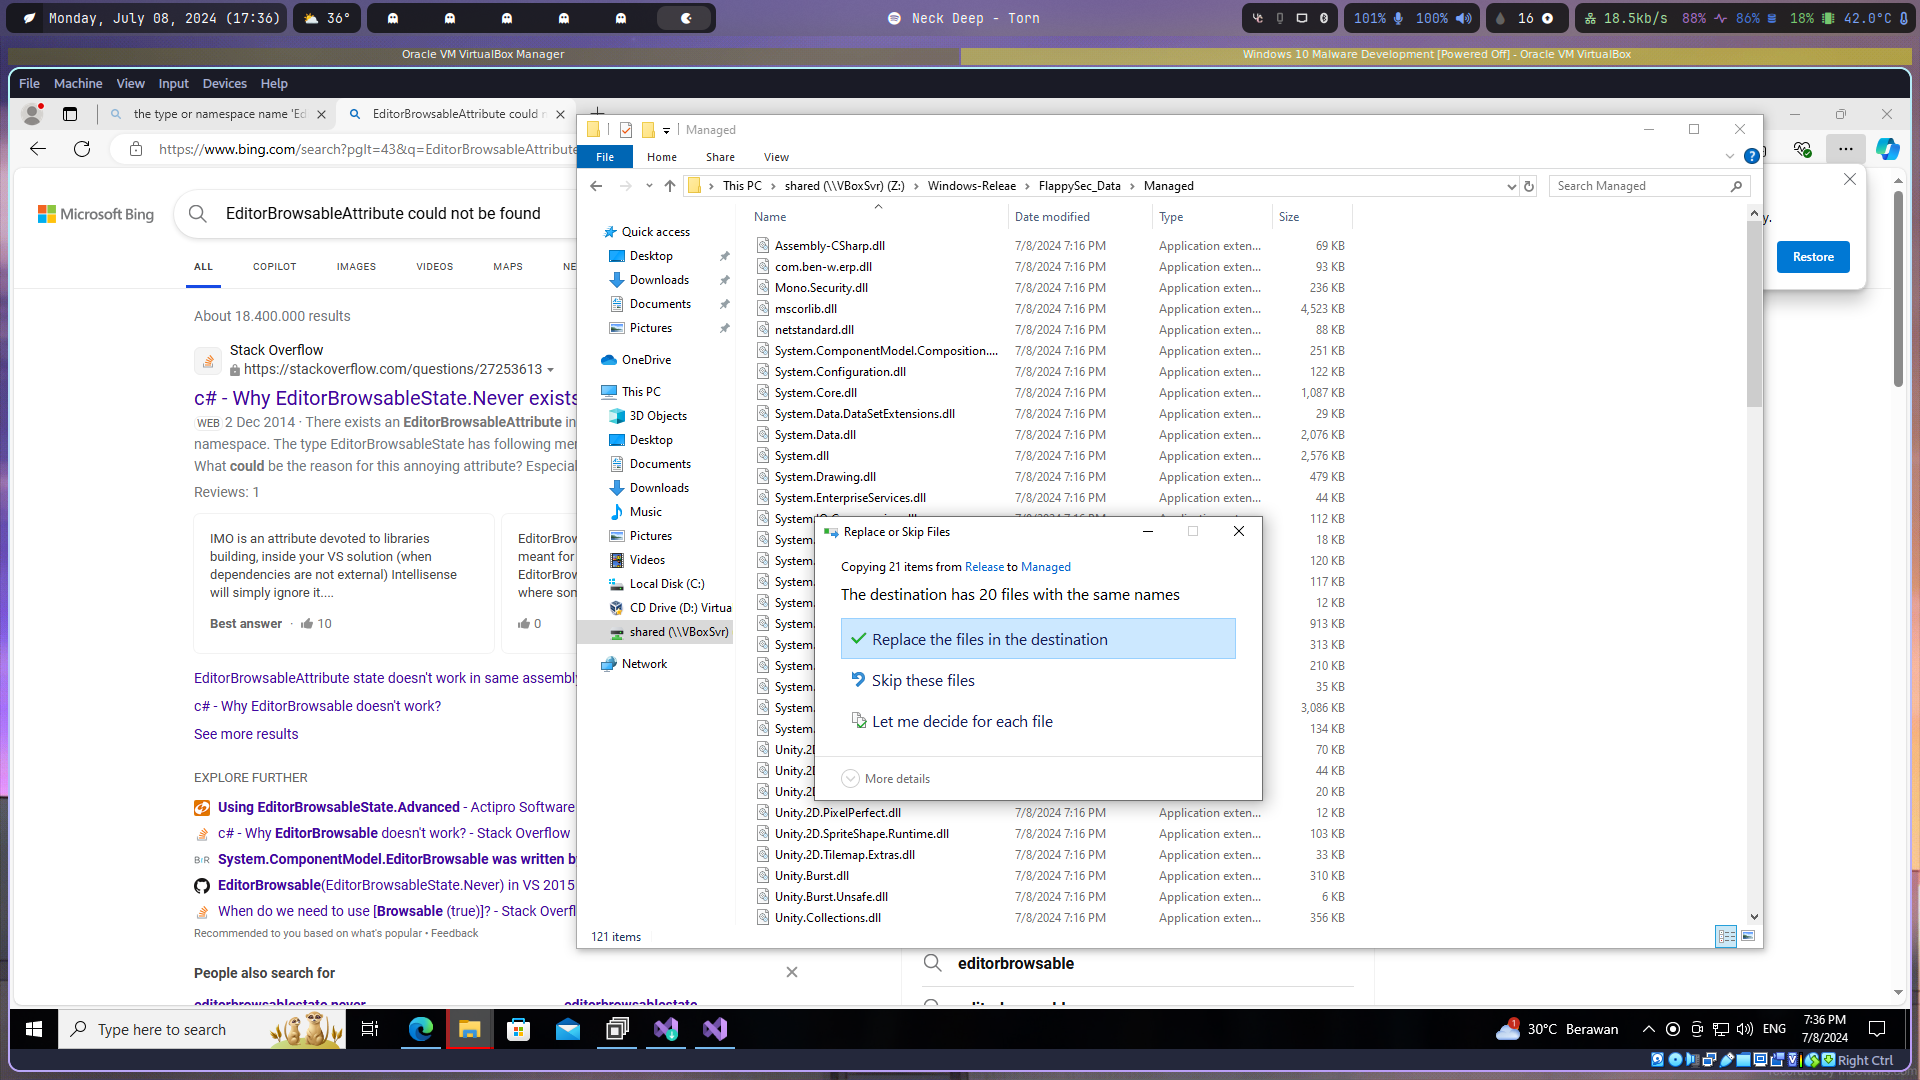 Monday, July 08, 2024 (17:36)
36°
Neck Deep - Torn
101%
100%
16
18.5kb/s
88%
86%
18%
42.0°C
Oracle VM VirtualBox Manager
Windows 10 Malware Development [Powered Off] - Oracle VM VirtualBox
File Machine View Input Devices Help
the type or namespace name 'Ed
EditorBrowsableAttribute could n
https://www.bing.com/search?pglt=43&q=EditorBrowsableAttribute
Microsoft Bing
EditorBrowsableAttribute could not be found
ALL COPILOT IMAGES VIDEOS MAPS NE
About 18.400.000 results
Stack Overflow
https://stackoverflow.com/questions/27253613
c# - Why EditorBrowsableState.Never exists
WEB 2 Dec 2014 · There exists an EditorBrowsableAttribute in
namespace. The type EditorBrowsableState has following mer
What could be the reason for this annoying attribute? Especial
Reviews: 1
IMO is an attribute devoted to libraries
building, inside your VS solution (when
dependencies are not external) Intellisense
will simply ignore it....
Best answer · 10
EditorBrow
meant for
EditorBrow
where som
0
EditorBrowsableAttribute state doesn't work in same assembly
c# - Why EditorBrowsable doesn't work?
See more results
EXPLORE FURTHER
Using EditorBrowsableState.Advanced - Actipro Software
c# - Why EditorBrowsable doesn't work? - Stack Overflow
B/R System.ComponentModel.EditorBrowsable was written by
EditorBrowsable(EditorBrowsableState.Never) in VS 2015
When do we need to use [Browsable (true)]? - Stack Overfl
Recommended to you based on what's popular • Feedback
People also search for
editorbrowsablestate never
editorbrowsablestate
editorbrowsable
y.
Restore
Managed
File Home Share View
This PC shared (\\VBoxSvr) (Z:) Windows-Releae FlappySec_Data Managed
Search Managed
Quick access
Desktop
Downloads
Documents
Pictures
OneDrive
This PC
3D Objects
Desktop
Documents
Downloads
Music
Pictures
Videos
Local Disk (C:)
CD Drive (D:) Virtua
shared (\\VBoxSvr)
Network
Name Date modified Type Size
Assembly-CSharp.dll 7/8/2024 7:16 PM Application exten... 69 KB
com.ben-w.erp.dll 7/8/2024 7:16 PM Application exten... 93 KB
Mono.Security.dll 7/8/2024 7:16 PM Application exten... 236 KB
mscorlib.dll 7/8/2024 7:16 PM Application exten... 4,523 KB
netstandard.dll 7/8/2024 7:16 PM Application exten... 88 KB
System.ComponentModel.Composition.... 7/8/2024 7:16 PM Application exten... 251 KB
System.Configuration.dll 7/8/2024 7:16 PM Application exten... 122 KB
System.Core.dll 7/8/2024 7:16 PM Application exten... 1,087 KB
System.Data.DataSetExtensions.dll 7/8/2024 7:16 PM Application exten... 29 KB
System.Data.dll 7/8/2024 7:16 PM Application exten... 2,076 KB
System.dll 7/8/2024 7:16 PM Application exten... 2,576 KB
System.Drawing.dll 7/8/2024 7:16 PM Application exten... 479 KB
System.EnterpriseServices.dll 7/8/2024 7:16 PM Application exten... 44 KB
System. 112 KB
System. 18 KB
System. 120 KB
System. 117 KB
System. 12 KB
System. 913 KB
System. 313 KB
System. 210 KB
System. 35 KB
System. 3,086 KB
System. 134 KB
Unity.2D 70 KB
Unity.2D 44 KB
Unity.2D 20 KB
Unity.2D.PixelPerfect.dll 7/8/2024 7:16 PM Application exten... 12 KB
Unity.2D.SpriteShape.Runtime.dll 7/8/2024 7:16 PM Application exten... 103 KB
Unity.2D.Tilemap.Extras.dll 7/8/2024 7:16 PM Application exten... 33 KB
Unity.Burst.dll 7/8/2024 7:16 PM Application exten... 310 KB
Unity.Burst.Unsafe.dll 7/8/2024 7:16 PM Application exten... 6 KB
Unity.Collections.dll 7/8/2024 7:16 PM Application exten... 356 KB
121 items
Replace or Skip Files
Copying 21 items from Release to Managed
The destination has 20 files with the same names
Replace the files in the destination
Skip these files
Let me decide for each file
More details
Type here to search
30°C Berawan
ENG
7:36 PM
7/8/2024
Right Ctrl